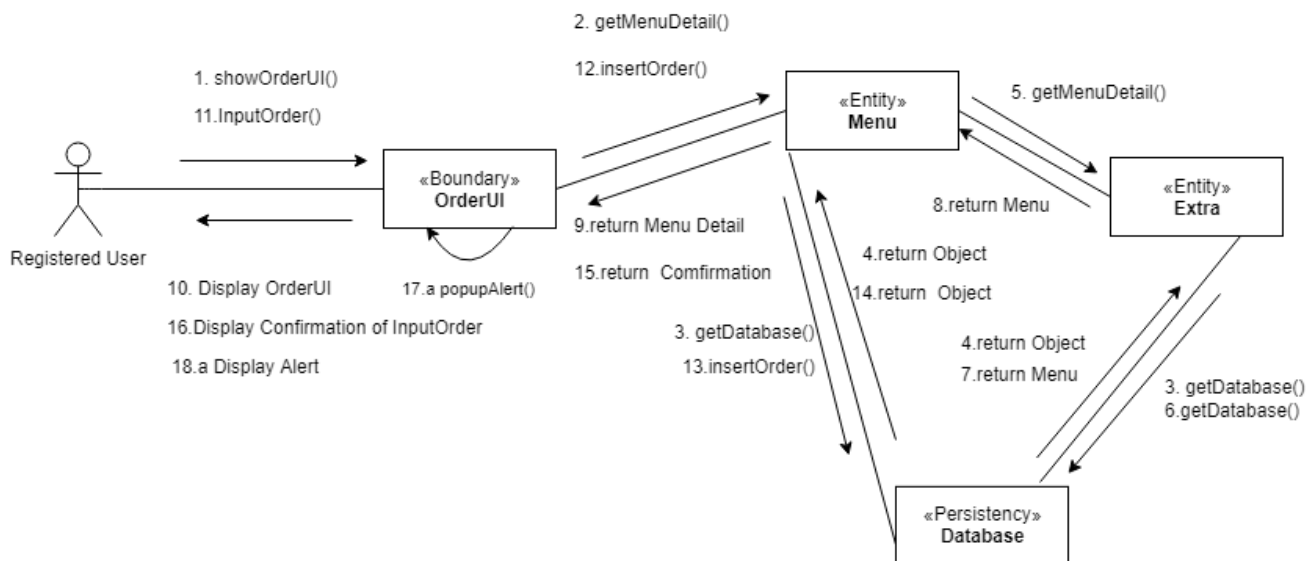 2. getMenuDetail()
12.insertOrder()
1. showOrderUI()
11.InputOrder()
«Entity»
Menu
5. getMenuDetail()
«Boundary»
OrderUI
«Entity»
Extra
Registered User
9.return Menu Detail
15.return  Comfirmation
8.return Menu
4.return Object
14.return  Object
10. Display OrderUI
16.Display Confirmation of InputOrder
18.a Display Alert
17.a popupAlert()
3. getDatabase()
13.insertOrder()
4.return Object
7.return Menu
3. getDatabase()
6.getDatabase()
«Persistency»
Database